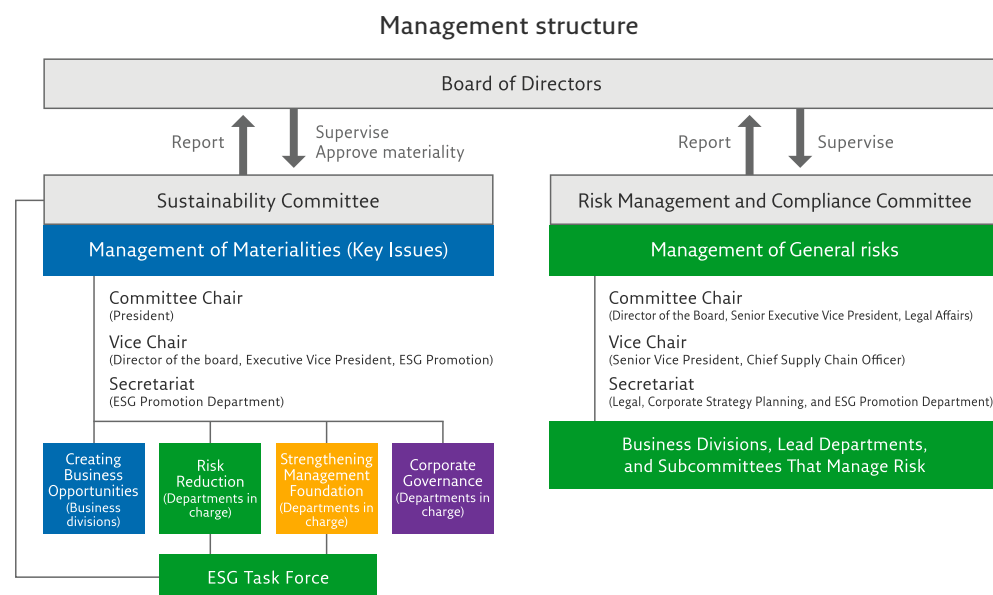 Management structure
Board of Directors
Report
Supervise
Approve materiality
Report
Supervise
Sustainability Committee
Management of Materialities (Key Issues)
Committee Chair
(President)
Vice Chair
(Director of the board, Executive Vice President, ESG Promotion)
Secretariat
(ESG Promotion Department)
Creating
Business
Opportunities
(Business
divisions)
Risk
Reduction
(Departments in
charge)
Strengthening
Management
Foundation
(Departments in
charge)
Corporate
Governance
(Departments in
charge)
ESG Task Force
Risk Management and Compliance Committee
Management of General risks
Committee Chair
(Director of the Board, Senior Executive Vice President, Legal Affairs)
Vice Chair
(Senior Vice President, Chief Supply Chain Officer)
Secretariat
(Legal, Corporate Strategy Planning, and ESG Promotion Department)
Business Divisions, Lead Departments,
and Subcommittees That Manage Risk